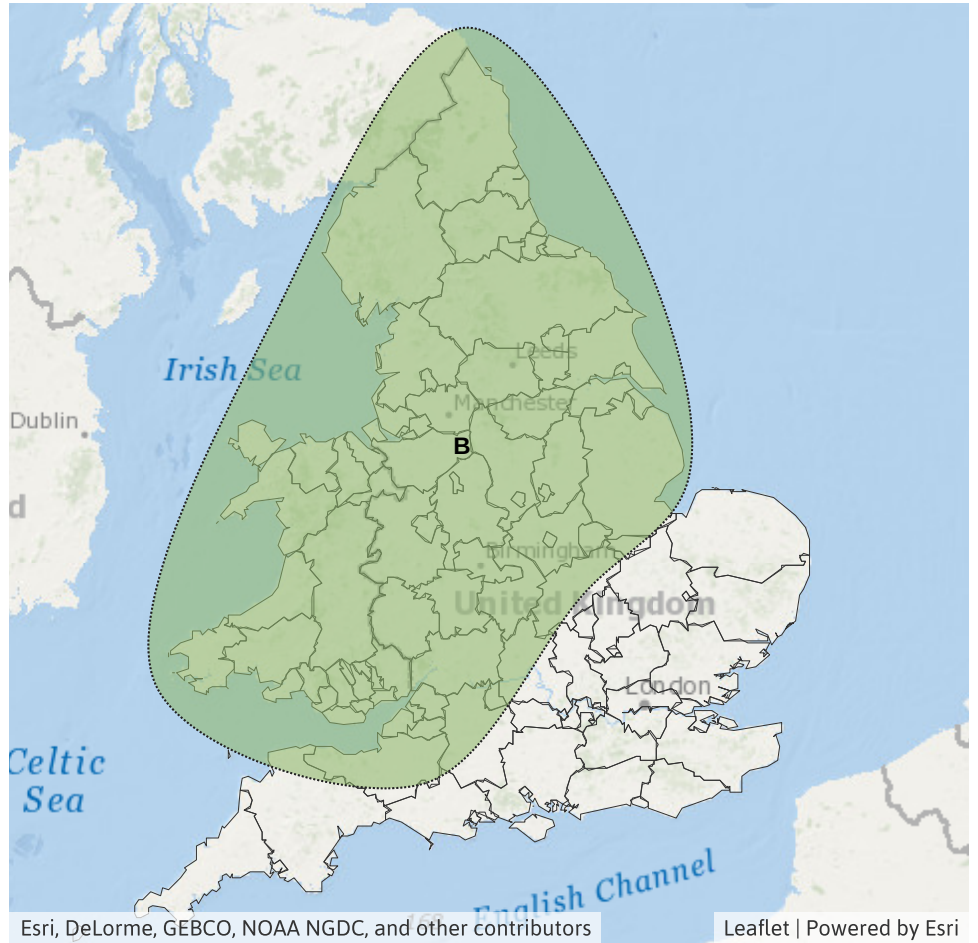 Leeds
Irish Sea
Manchester
Dublin
B
d
Birmingham
United Kingdom
London
Celtic
Sea
English Channel
168
Esri, DeLorme, GEBCO, NOAA NGDC, and other contributors
Leaflet | Powered by Esri